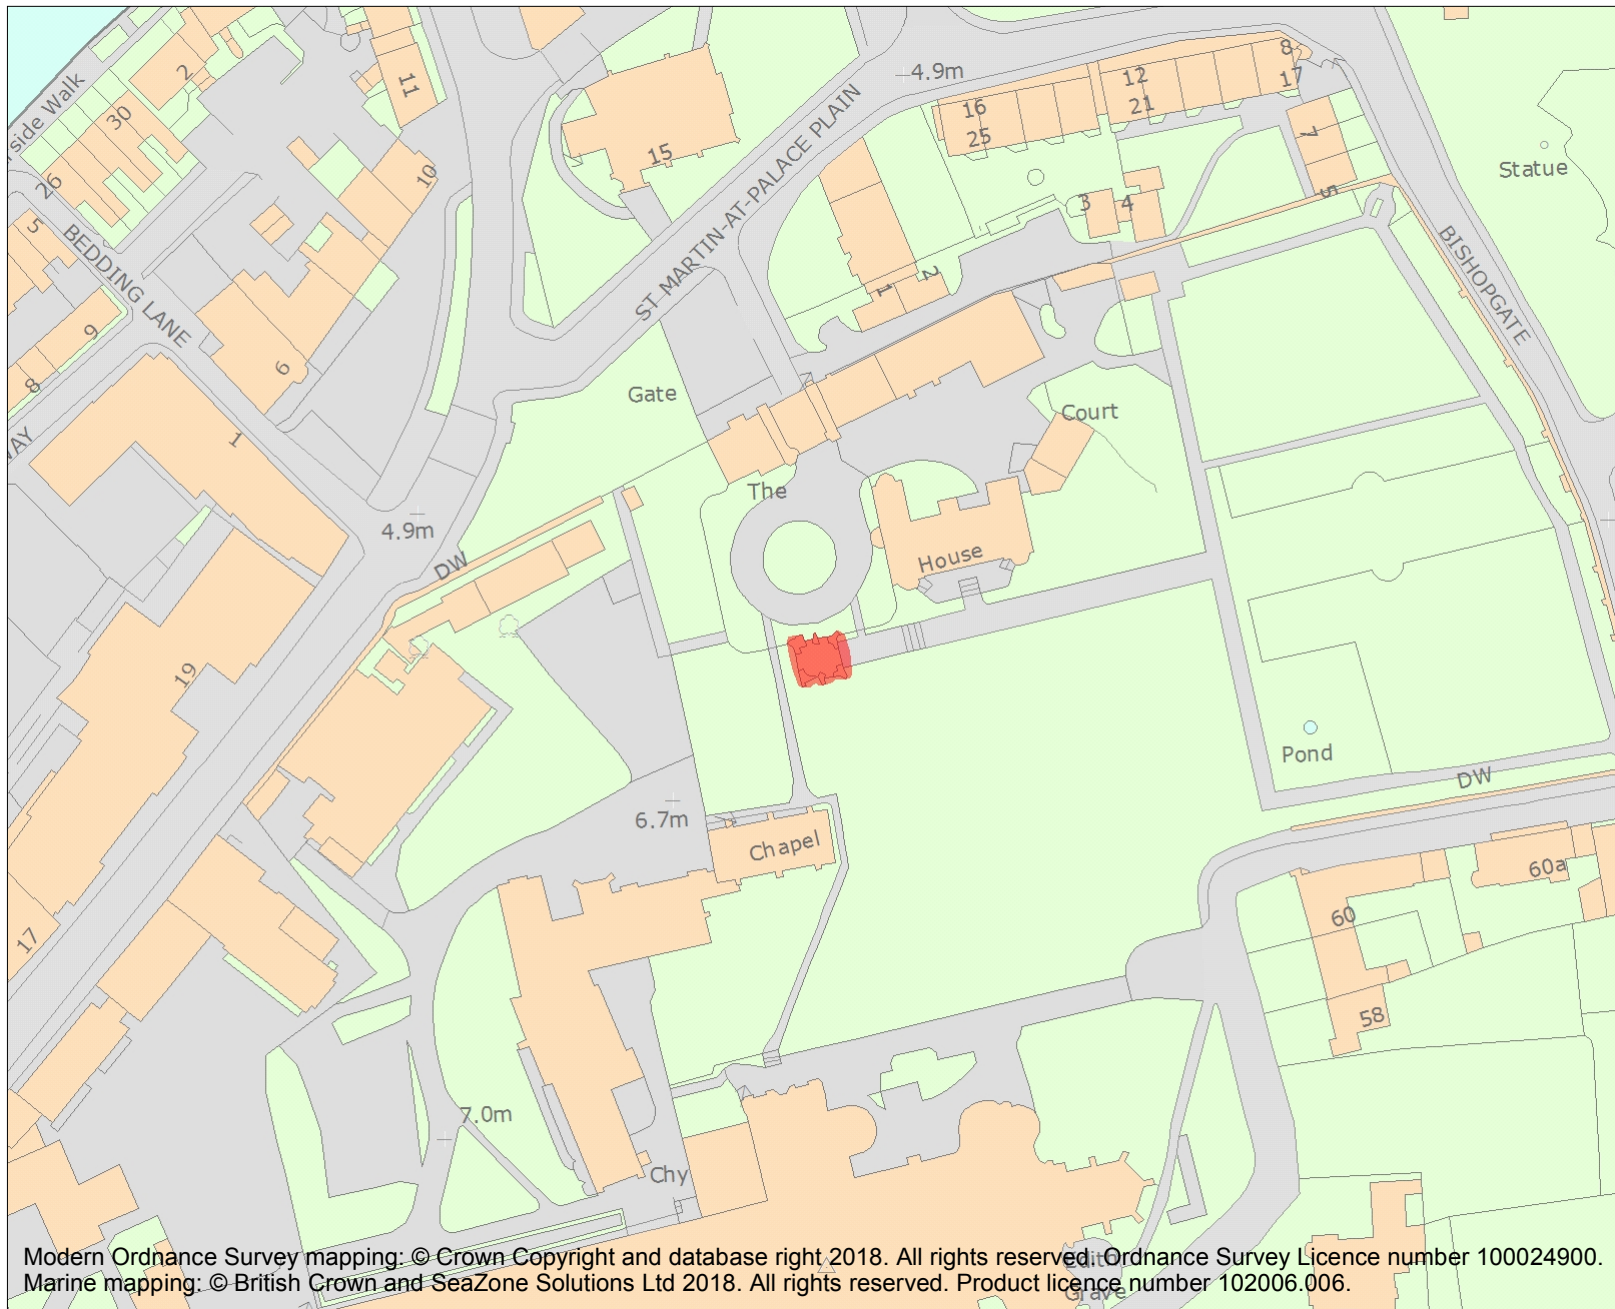 rside Walk
2
30
26
5
11
10
BEDDING LANE
9
8
6
WAY
1
15
ST MARTIN-AT-PALACE PLAIN
4.9m
16
25
12
21
8
17
7
5
3
4
1
2
Statue
BISHOPGATE
Gate
Court
The
House
4.9m
DW
19
17
Pond
DW
6.7m
Chapel
60a
60
58
7.0m
Chy
Edith
Grave
Modern Ordnance Survey mapping: © Crown Copyright and database right 2018. All rights reserved. Ordnance Survey Licence number 100024900.
Marine mapping: © British Crown and SeaZone Solutions Ltd 2018. All rights reserved. Product licence number 102006.006.